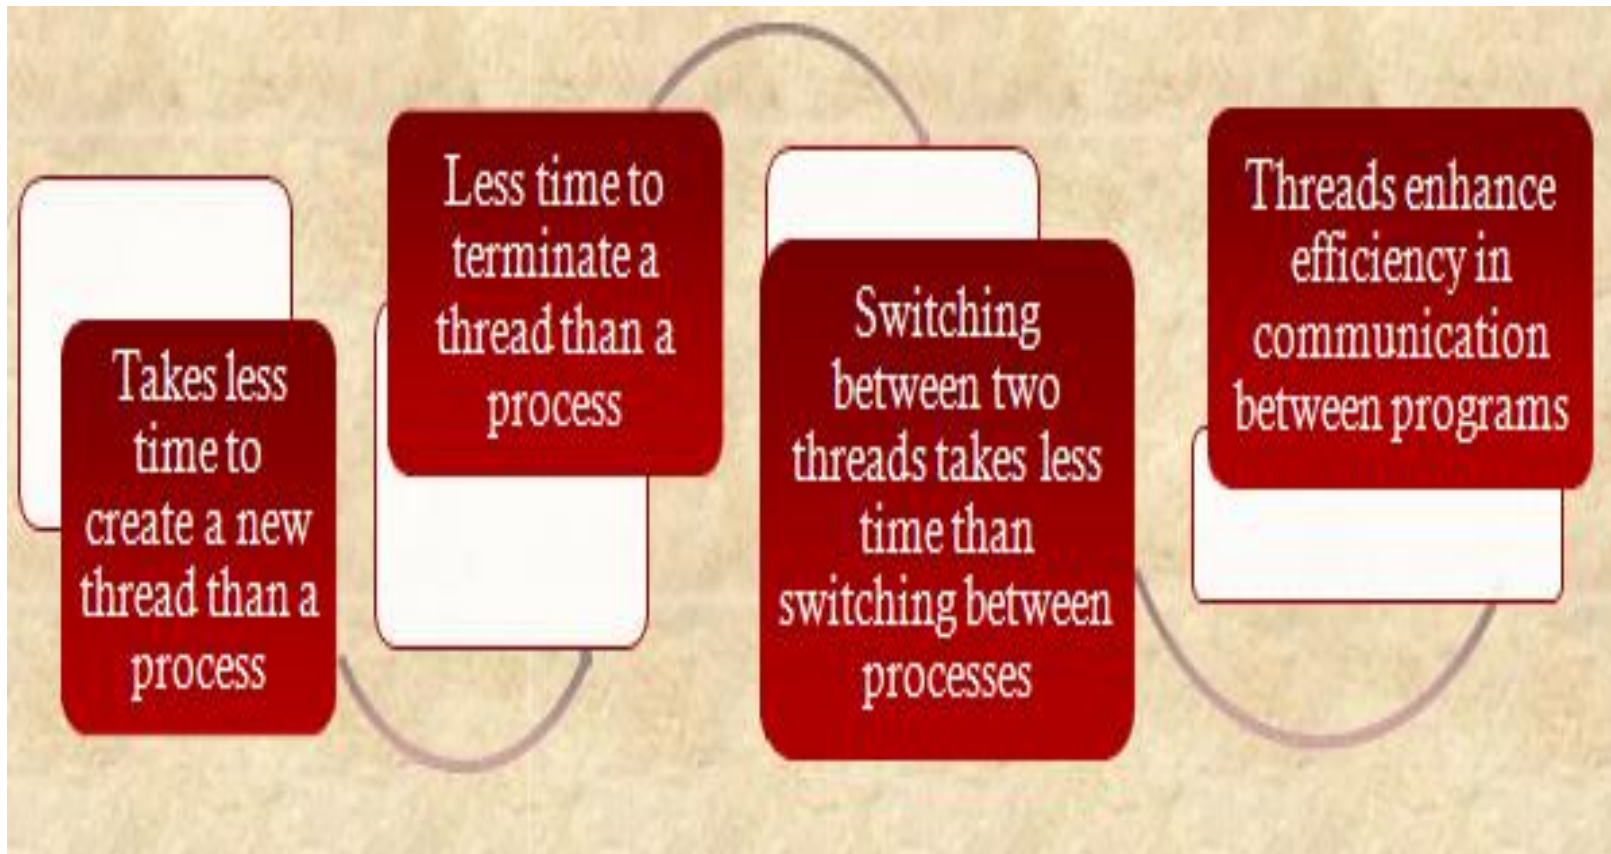 Takes less
time to
create a new
thread than a
process
Less time to
terminate a
thread than a
process
Switching
between two
threads takes less
time than
switching between
processes
Threads enhance
efficiency in
communication
between programs